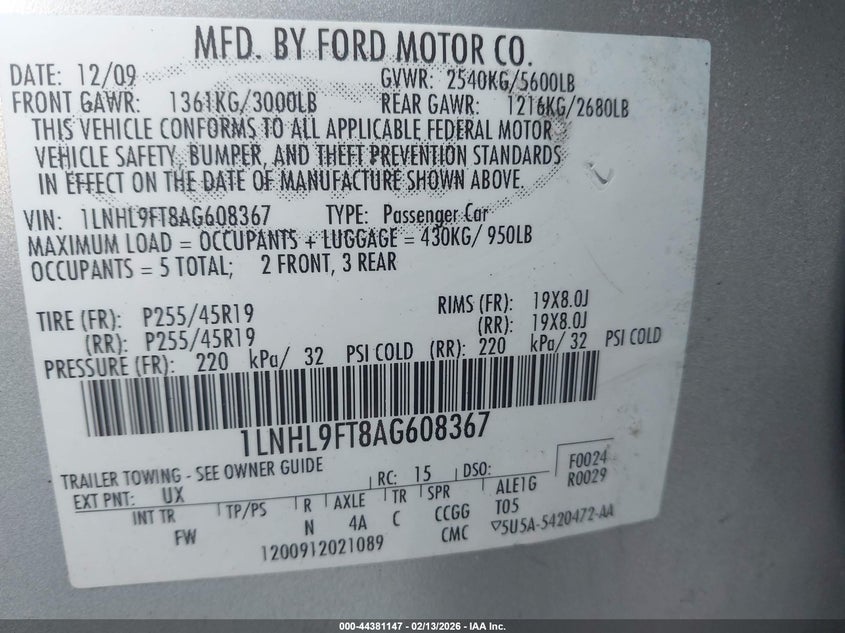 MFD. BY FORD MOTOR CO.
DATE: 12/09 GVWR: 2540KG/5600LB
FRONT GAWR: 1361KG/3000LB REAR GAWR: 1216KG/2680LB
THIS VEHICLE CONFORMS TO ALL APPLICABLE FEDERAL MOTOR
VEHICLE SAFETY, BUMPER, AND THEFT PREVENTION STANDARDS
IN EFFECT ON THE DATE OF MANUFACTURE SHOWN ABOVE.
VIN: 1LNHL9FT8AG608367 TYPE: Passenger Car
MAXIMUM LOAD = OCCUPANTS + LUGGAGE = 430KG/ 950LB
OCCUPANTS = 5 TOTAL; 2 FRONT, 3 REAR
TIRE (FR): P255/45R19 RIMS (FR): 19X8.0J
(RR): P255/45R19 (RR): 19X8.0J
PRESSURE (FR): 220 kPa/ 32 PSI COLD (RR): 220 kPa/ 32 PSI COLD
1LNHL9FT8AG608367
TRAILER TOWING - SEE OWNER GUIDE RC: 15 DSO: F0024
EXT PNT: UX R0029
INT TR TP/PS R AXLE TR SPR ALE1G
FW N 4A C CCGG T05
1200912021089 CMC ▽5U5A-5420472-AA
000-44381147 - 02/13/2026 - IAA Inc.